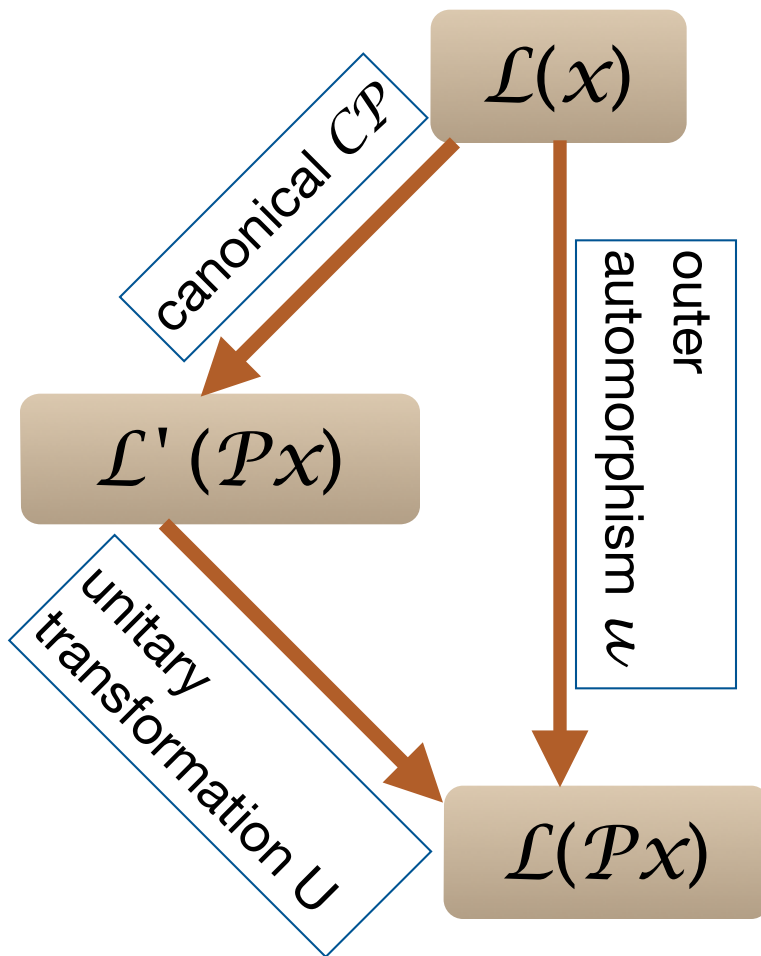 ℒ(x)
canonical 𝒞𝒫
outer
automorphism u
ℒ' (𝒫x)
unitary
transformation U
ℒ(𝒫x)